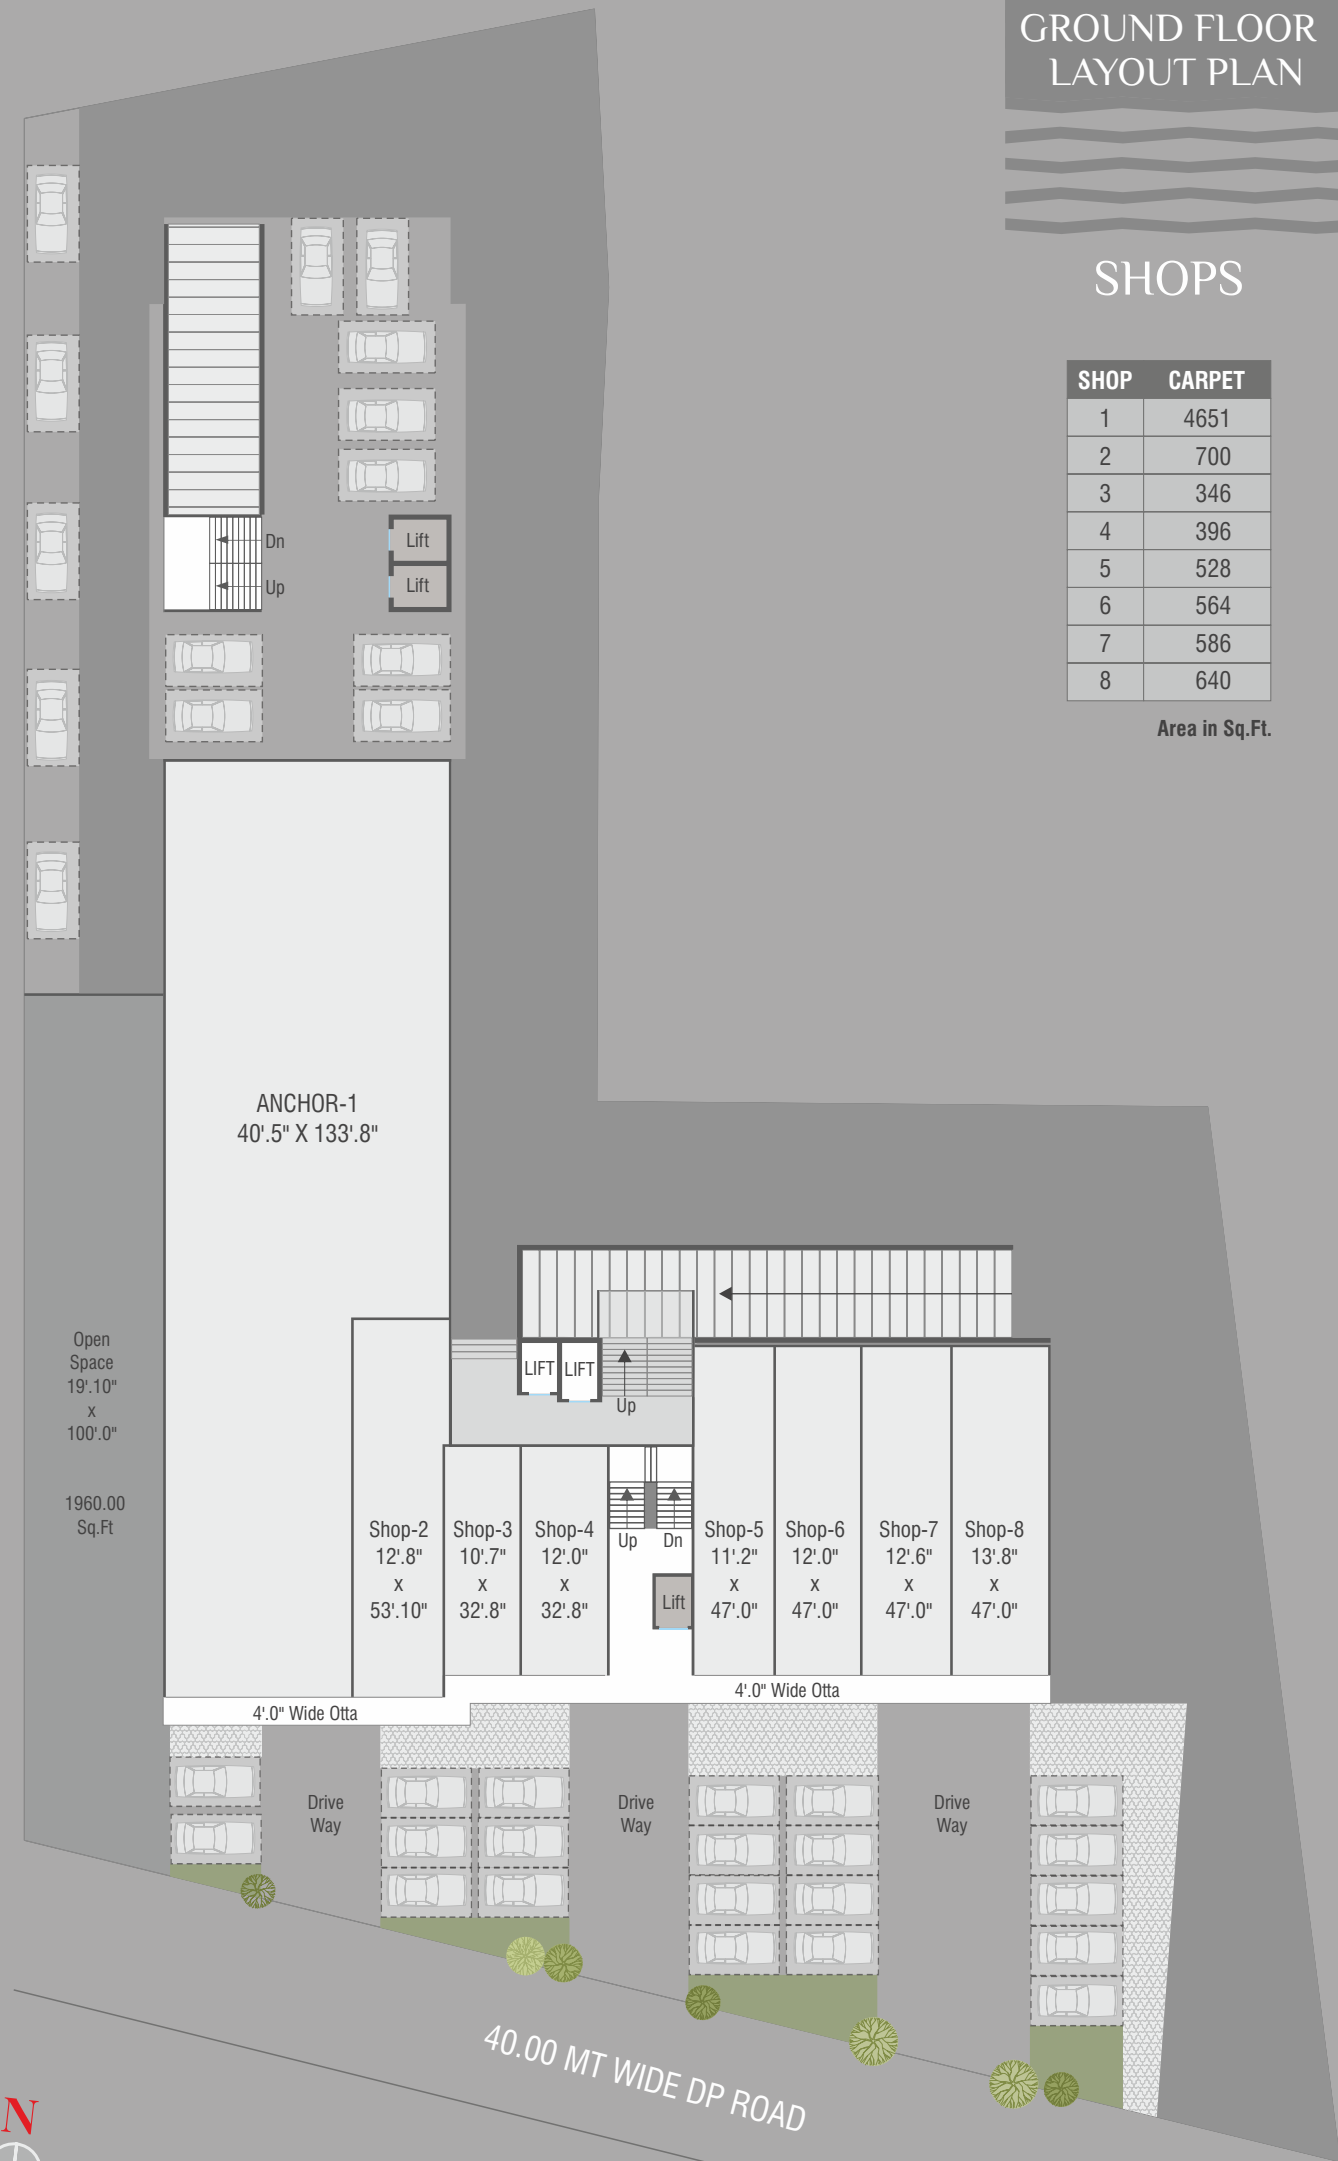 GROUND FLOOR
LAYOUT PLAN
SHOPS
SHOP CARPET
1 4651
2 700
3 346
4 396
5 528
6 564
7 586
8 640
Area in Sq.Ft.
Dn
Up
Lift
Lift
ANCHOR-1
40'.5" X 133'.8"
Open
Space
19'.10"
x
100'.0"
1960.00
Sq.Ft
LIFT LIFT
Up
Shop-2
12'.8"
x
53'.10"
Shop-3
10'.7"
x
32'.8"
Shop-4
12'.0"
x
32'.8"
Up Dn
Lift
Shop-5
11'.2"
x
47'.0"
Shop-6
12'.0"
x
47'.0"
Shop-7
12'.6"
x
47'.0"
Shop-8
13'.8"
x
47'.0"
4'.0" Wide Otta
4'.0" Wide Otta
Drive
Way
Drive
Way
Drive
Way
40.00 MT WIDE DP ROAD
N